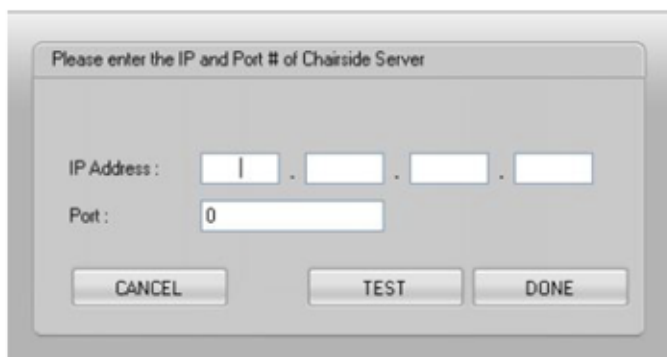 Please enter the IP and Port # of Chairside Server
IP Address : . . .
Port : 0
CANCEL TEST DONE